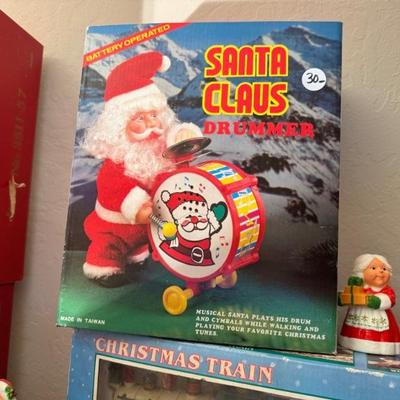 BATTERY OPERATED
SANTA
CLAUS
DRUMMER
30-
MADE IN TAIWAN
MUSICAL SANTA PLAYS HIS DRUM
AND CYMBALS WHILE WALKING AND
PLAYING YOUR FAVORITE CHRISTMAS
TUNES.
CHRISTMAS TRAIN